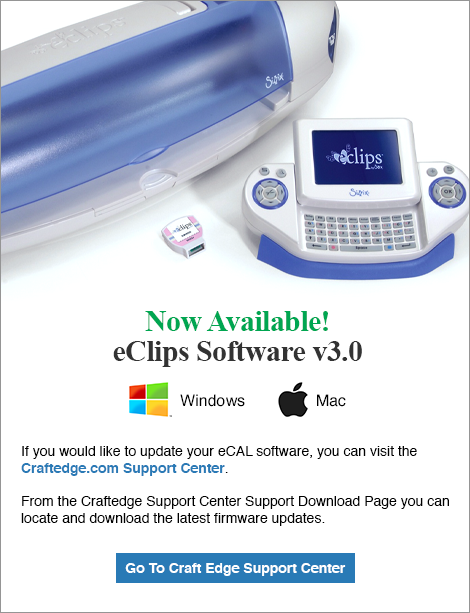 eClips
Sizzix
eclips
Sizzix
eclips
OK
Now Available!
eClips Software v3.0
Windows
Mac
If you would like to update your eCAL software, you can visit the
Craftedge.com Support Center.
From the Craftedge Support Center Support Download Page you can
locate and download the latest firmware updates.
Go To Craft Edge Support Center